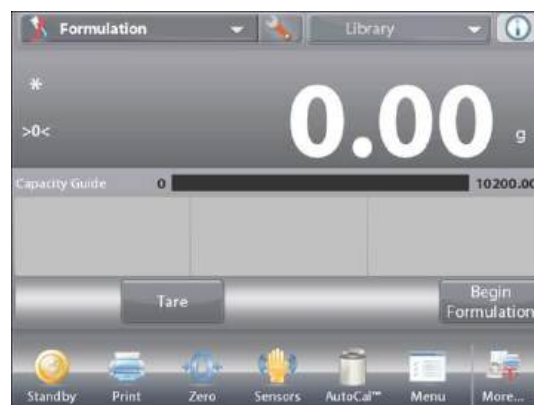 Formulation
Library
*
0.00 g
>0<
Capacity Guide 0 10200.00
Tare
Begin
Formulation
Standby Print Zero Sensors AutoCal™ Menu More...